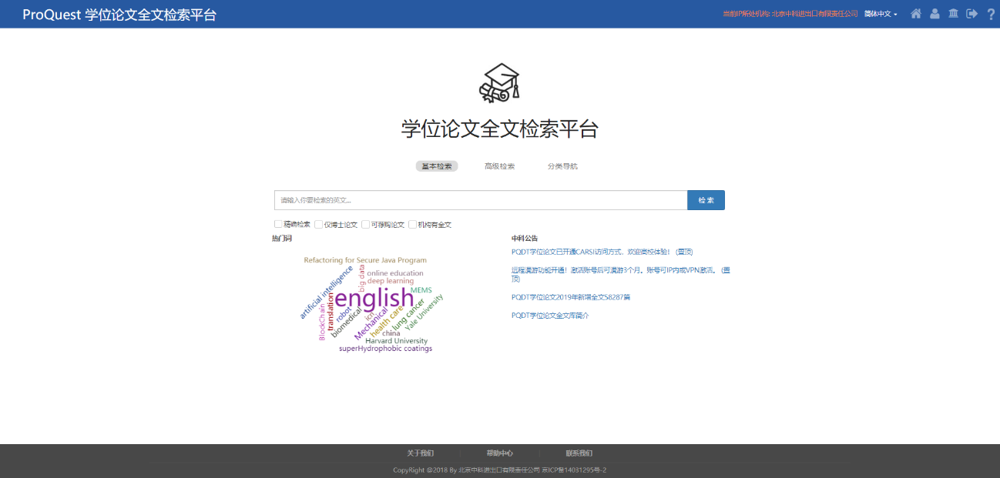 ProQuest 学位论文全文检索平台
当前IP所处机构: 北京中科进出口有限责任公司 简体中文
学位论文全文检索平台
基本检索 高级检索 分类导航
请输入你要检索的英文... 检 索
精确检索 仅博士论文 可荐购论文 机构有全文
热门词
Refactoring for Secure Java Program
artificial intelligence
big data
online education
deep learning
MEMS
english
translation
BlockChain
robot
biomedical
icn
Mechanical
health care
lung cancer
Yale University
china
Harvard University
superHydrophobic coatings
中科公告
PQDT学位论文已开通CARSI访问方式，欢迎高校体验！ (置顶)
远程漫游功能开通！激活账号后可漫游3个月。账号可IP内或VPN激活。 (置
顶)
PQDT学位论文2019年新增全文58287篇
PQDT学位论文全文库简介
关于我们 帮助中心 联系我们
CopyRight @2018 By 北京中科进出口有限责任公司 京ICP备14031295号-2